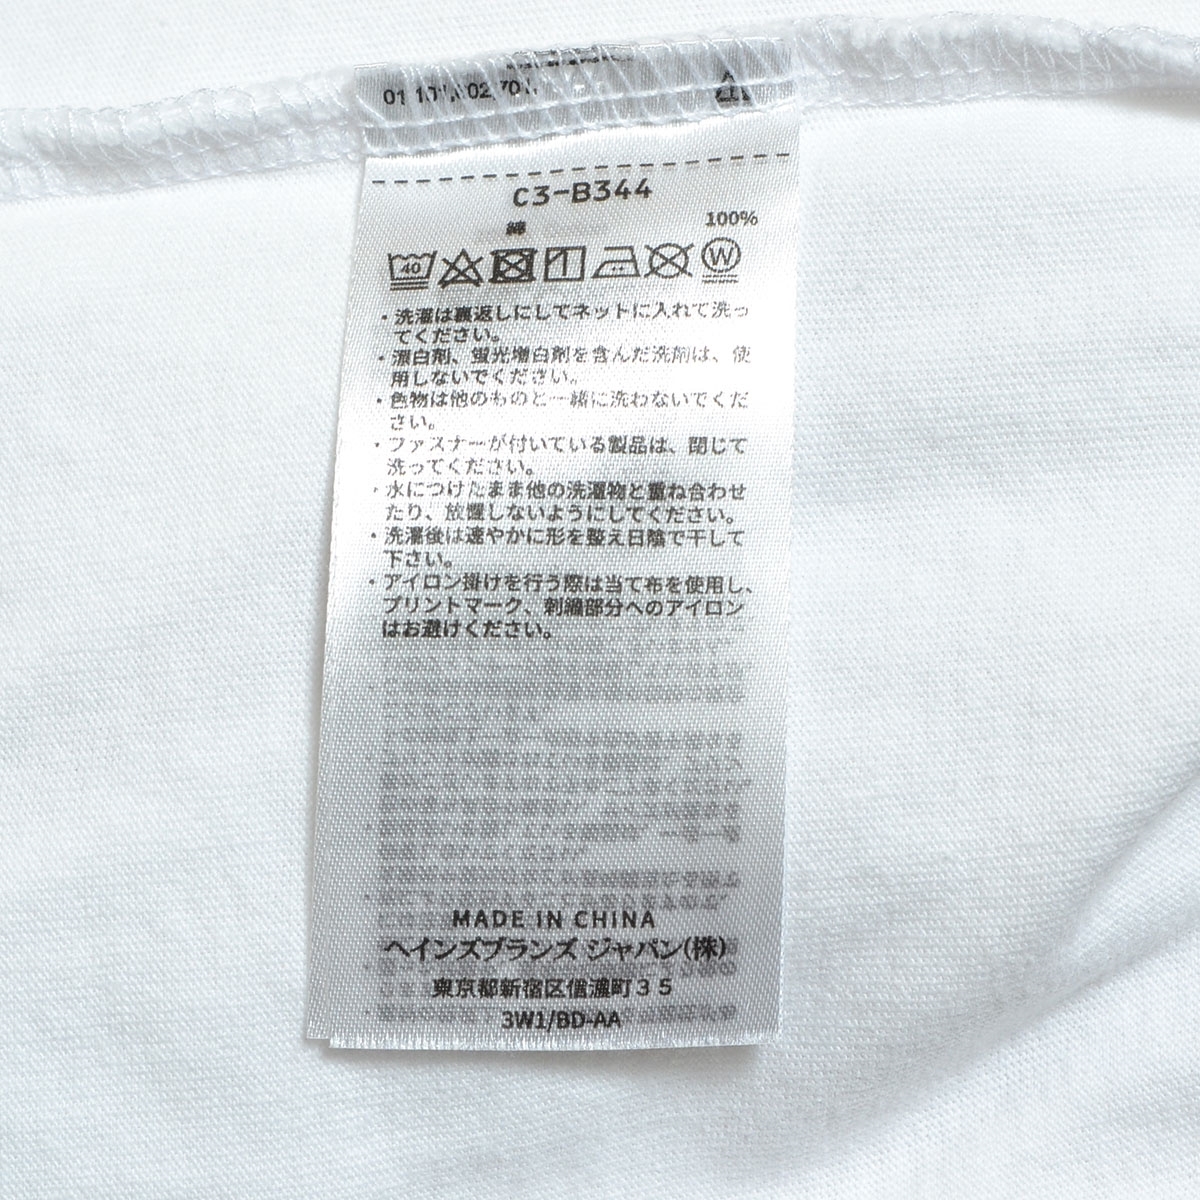 C3-B344
綿 100%
40
W
・洗濯は裏返しにしてネットに入れて洗っ
てください。
・漂白剤、蛍光増白剤を含んだ洗剤は、使
用しないでください。
・色物は他のものと一緒に洗わないでくだ
さい。
・ファスナーが付いている製品は、閉じて
洗ってください。
・水につけたまま他の洗濯物と重ね合わせ
たり、放置しないようにしてください。
・洗濯後は速やかに形を整え日陰で干して
下さい。
・アイロン掛けを行う際は当て布を使用し、
プリントマーク、刺繍部分へのアイロン
はお避けください。
MADE IN CHINA
ヘインズブランズ ジャパン(株)
東京都新宿区信濃町35
3W1/BD-AA